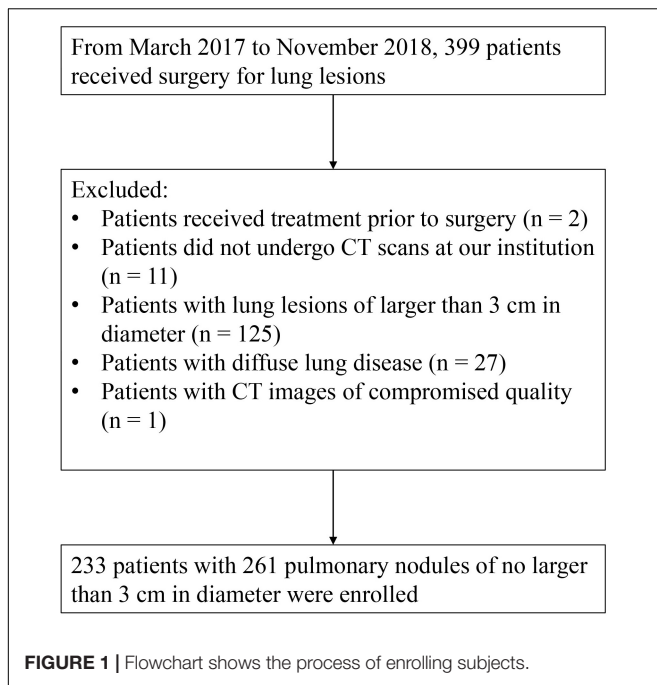 From March 2017 to November 2018, 399 patients
received surgery for lung lesions
Excluded:
• Patients received treatment prior to surgery (n = 2)
• Patients did not undergo CT scans at our institution
(n = 11)
• Patients with lung lesions of larger than 3 cm in
diameter (n = 125)
• Patients with diffuse lung disease (n = 27)
• Patients with CT images of compromised quality
(n = 1)
233 patients with 261 pulmonary nodules of no larger
than 3 cm in diameter were enrolled
FIGURE 1 | Flowchart shows the process of enrolling subjects.